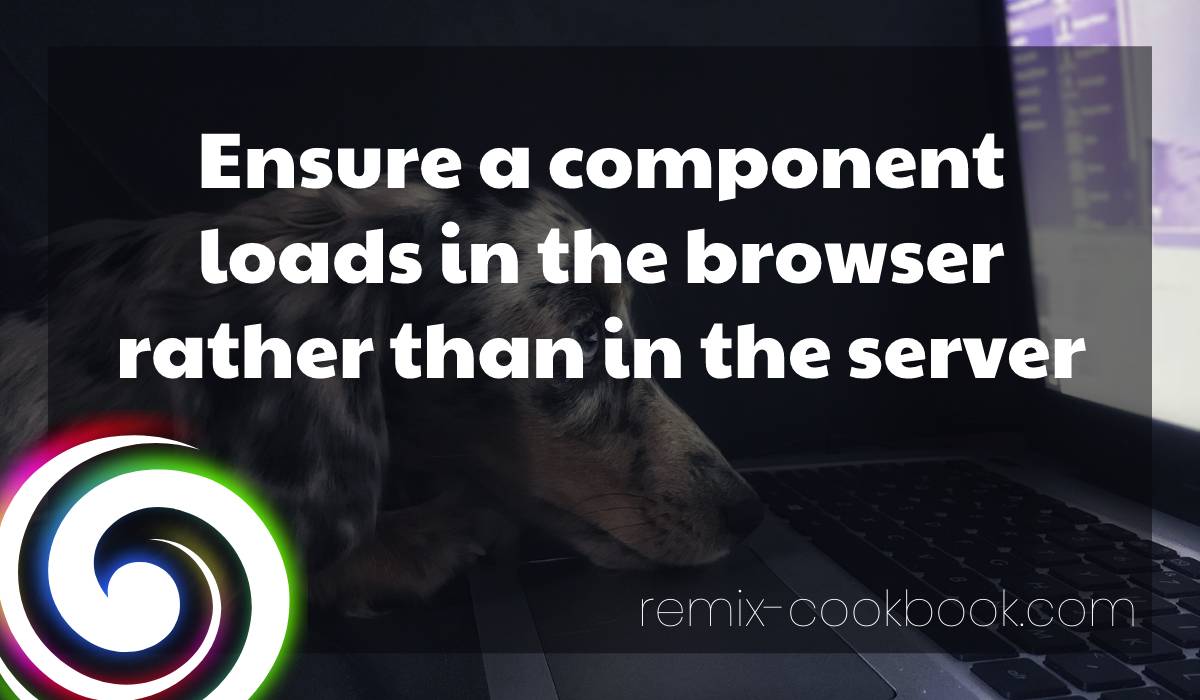 Ensure a component
loads in the browser
rather than in the server
remix-cookbook.com